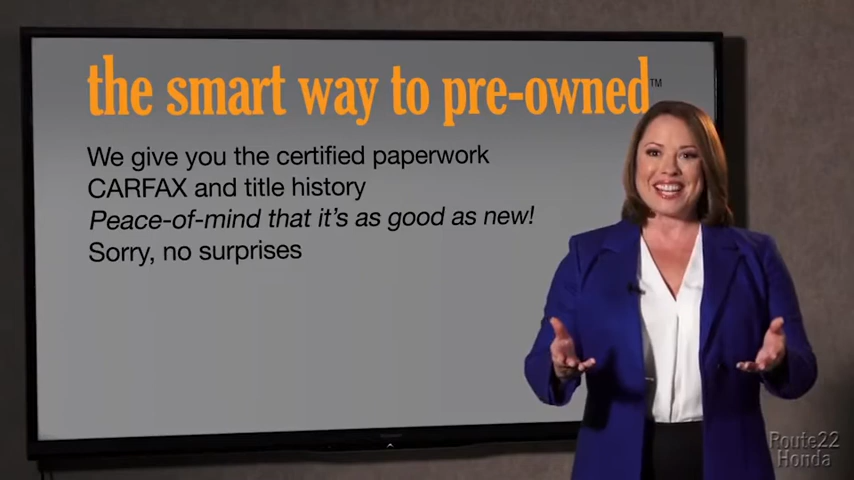 the smart way to pre-owned™
We give you the certified paperwork
CARFAX and title history
Peace-of-mind that it's as good as new!
Sorry, no surprises
Route22
Honda